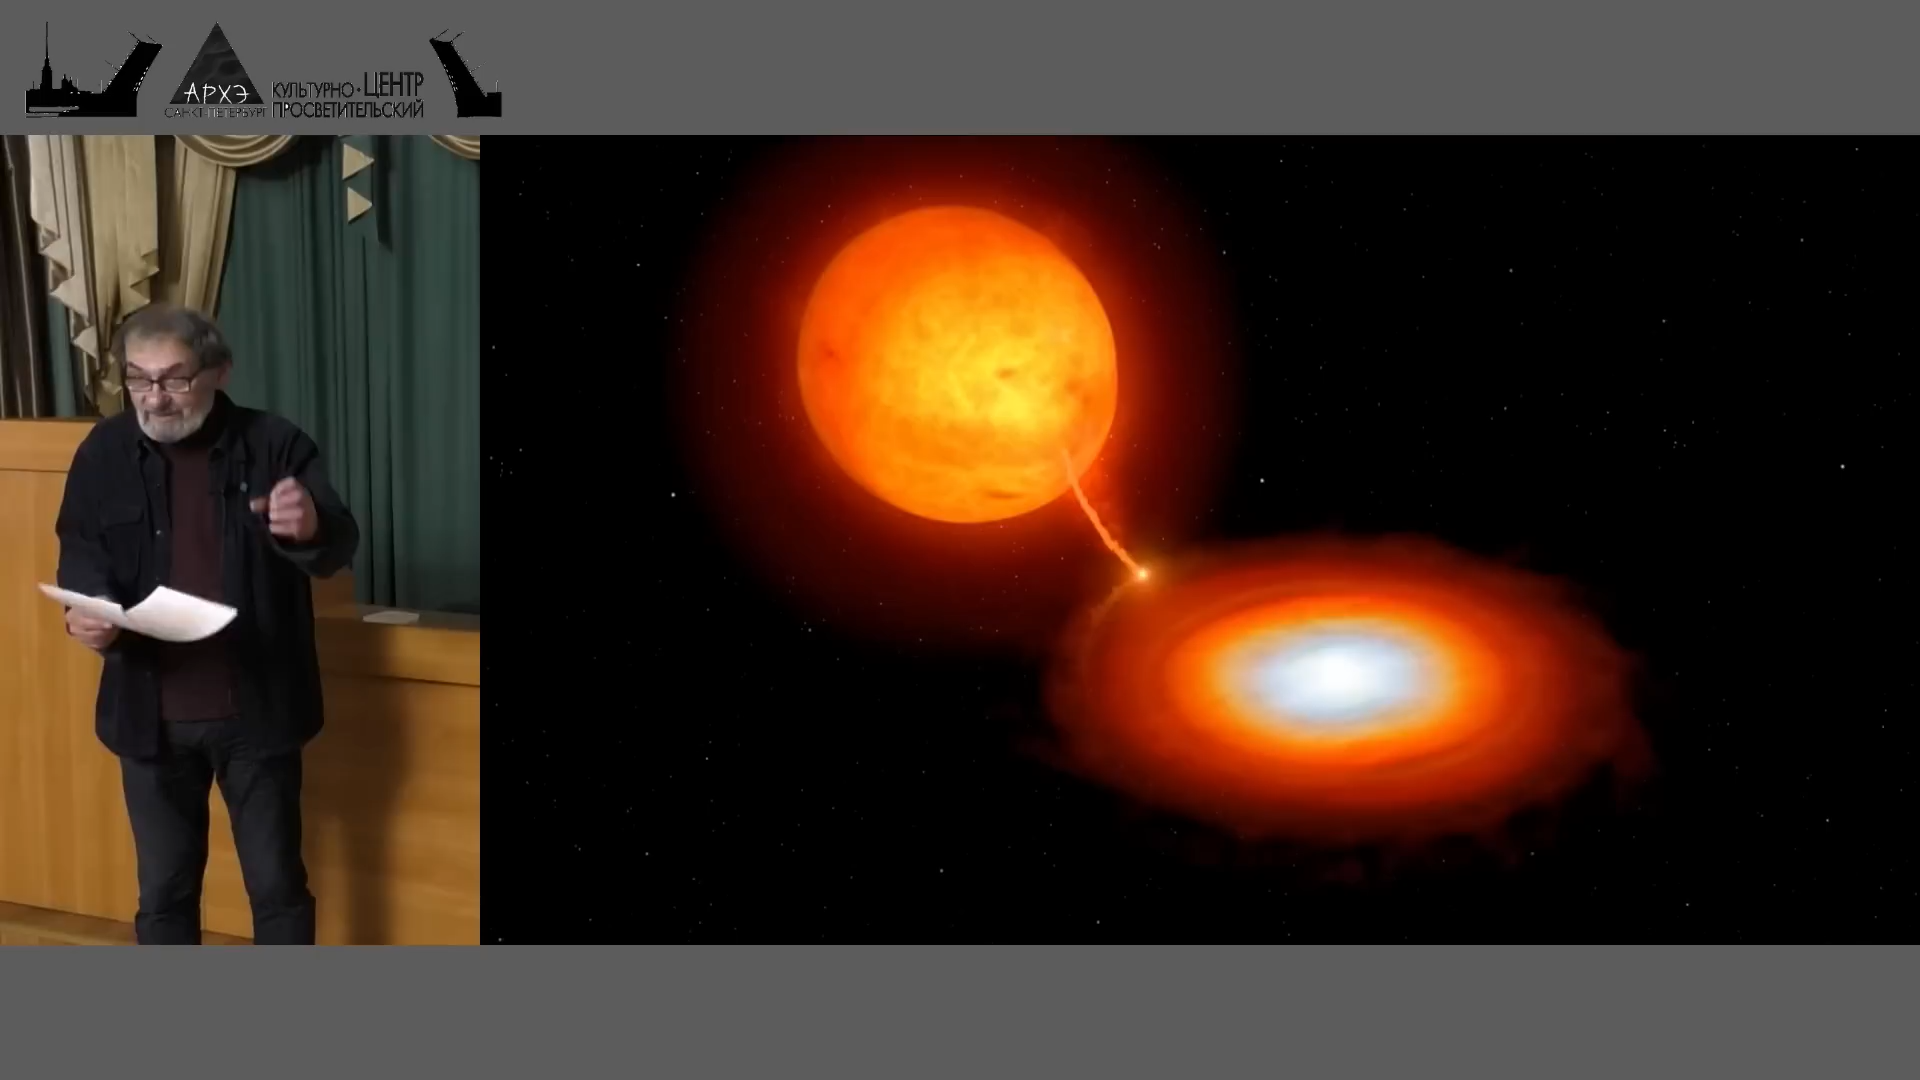 АРХЭ
САНКТ-ПЕТЕРБУРГ
КУЛЬТУРНО-ЦЕНТР
ПРОСВЕТИТЕЛЬСКИЙ